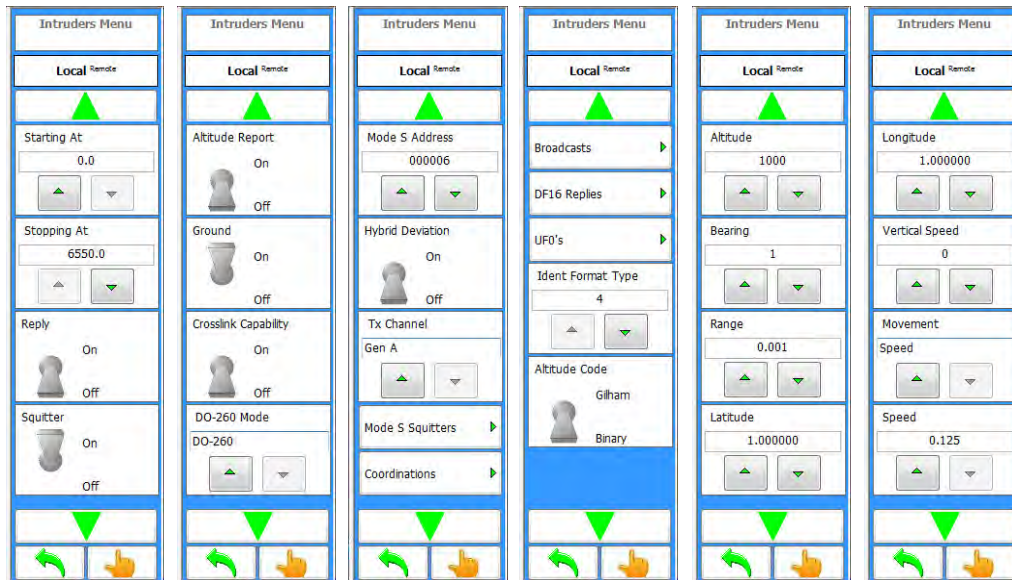 Intruders Menu
Local Remote
Starting At
0.0
Stopping At
6550.0
Reply
On
Off
Squitter
On
Off
Intruders Menu
Local Remote
Altitude Report
On
Off
Ground
On
Off
Crosslink Capability
On
Off
DO-260 Mode
DO-260
Intruders Menu
Local Remote
Mode S Address
000006
Hybrid Deviation
On
Off
Tx Channel
Gen A
Mode S Squitters
Coordinations
Intruders Menu
Local Remote
Broadcasts
DF16 Replies
UF0's
Ident Format Type
4
Altitude Code
Gilham
Binary
Intruders Menu
Local Remote
Altitude
1000
Bearing
1
Range
0.001
Latitude
1.000000
Intruders Menu
Local Remote
Longitude
1.000000
Vertical Speed
0
Movement
Speed
Speed
0.125